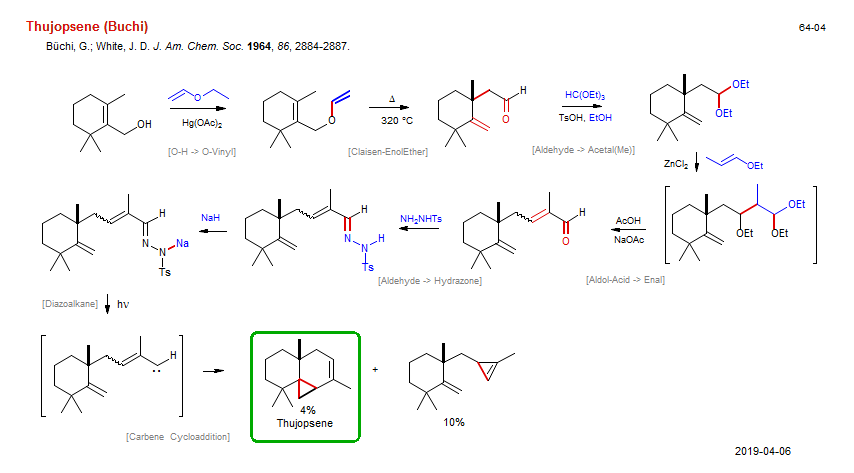 Thujopsene (Buchi)
64-04
Büchi, G.; White, J. D. J. Am. Chem. Soc. 1964, 86, 2884-2887.
OH
O
Hg(OAc)₂
[O-H -> O-Vinyl]
O
Δ
320 °C
[Claisen-EnolEther]
H
O
HC(OEt)₃
TsOH, EtOH
[Aldehyde -> Acetal(Me)]
OEt
OEt
ZnCl₂
OEt
OEt
OEt
OEt
AcOH
NaOAc
[Aldol-Acid -> Enal]
H
O
NH₂NHTs
[Aldehyde -> Hydrazone]
H
N
N
H
Ts
NaH
H
N
N
Na
Ts
[Diazoalkane]
hν
H
[Carbene Cycloaddition]
4%
Thujopsene
+
10%
2019-04-06